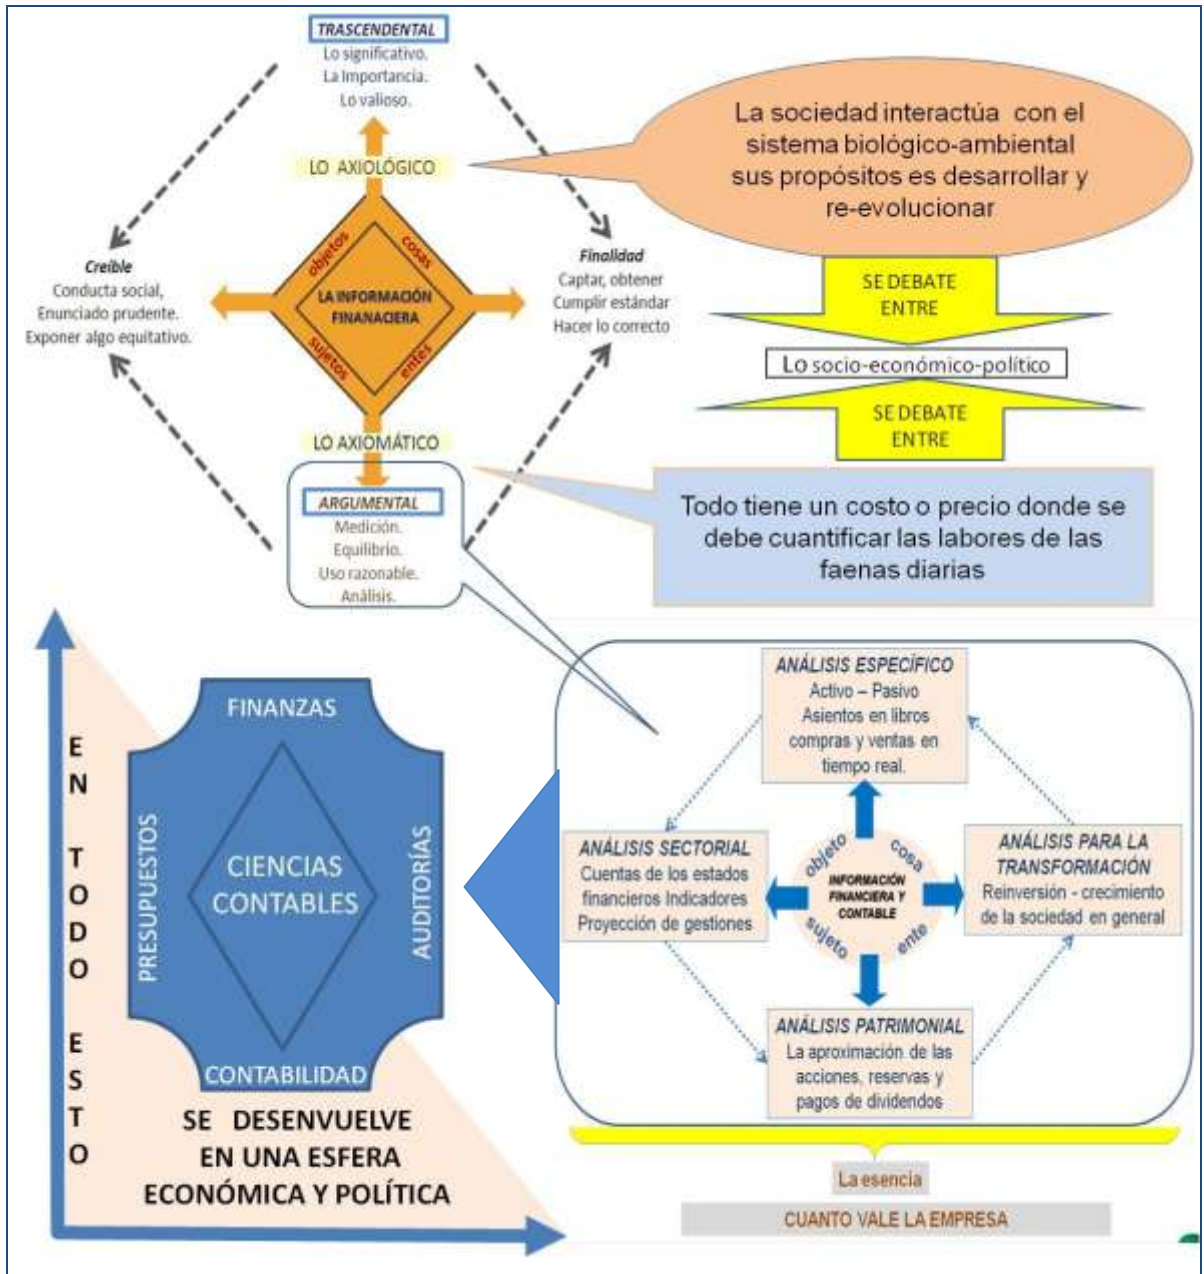 TRASCENDENTAL
Lo significativo.
La Importancia.
Lo valioso.
LO AXIOLÓGICO
Creíble
Conducta social,
Enunciado prudente.
Exponer algo equitativo.
objetos
cosas
LA INFORMACIÓN
FINANACIERA
sujetos
entes
Finalidad
Captar, obtener
Cumplir estándar
Hacer lo correcto
LO AXIOMÁTICO
ARGUMENTAL
Medición.
Equilibrio.
Uso razonable.
Análisis.
La sociedad interactúa con el
sistema biológico-ambiental
sus propósitos es desarrollar y
re-evolucionar
SE DEBATE
ENTRE
Lo socio-económico-político
SE DEBATE
ENTRE
Todo tiene un costo o precio donde se
debe cuantificar las labores de las
faenas diarias
EN TODO ESTO
FINANZAS
PRESUPUESTOS
CIENCIAS
CONTABLES
AUDITORÍAS
CONTABILIDAD
SE DESENVUELVE
EN UNA ESFERA
ECONÓMICA Y POLÍTICA
ANÁLISIS ESPECÍFICO
Activo – Pasivo
Asientos en libros
compras y ventas en
tiempo real.
ANÁLISIS SECTORIAL
Cuentas de los estados
financieros Indicadores
Proyección de gestiones
objeto
cosa
INFORMACIÓN
FINANCIERA Y
CONTABLE
sujeto
ente
ANÁLISIS PARA LA
TRANSFORMACIÓN
Reinversión - crecimiento
de la sociedad en general
ANÁLISIS PATRIMONIAL
La aproximación de las
acciones, reservas y
pagos de dividendos
La esencia
CUANTO VALE LA EMPRESA